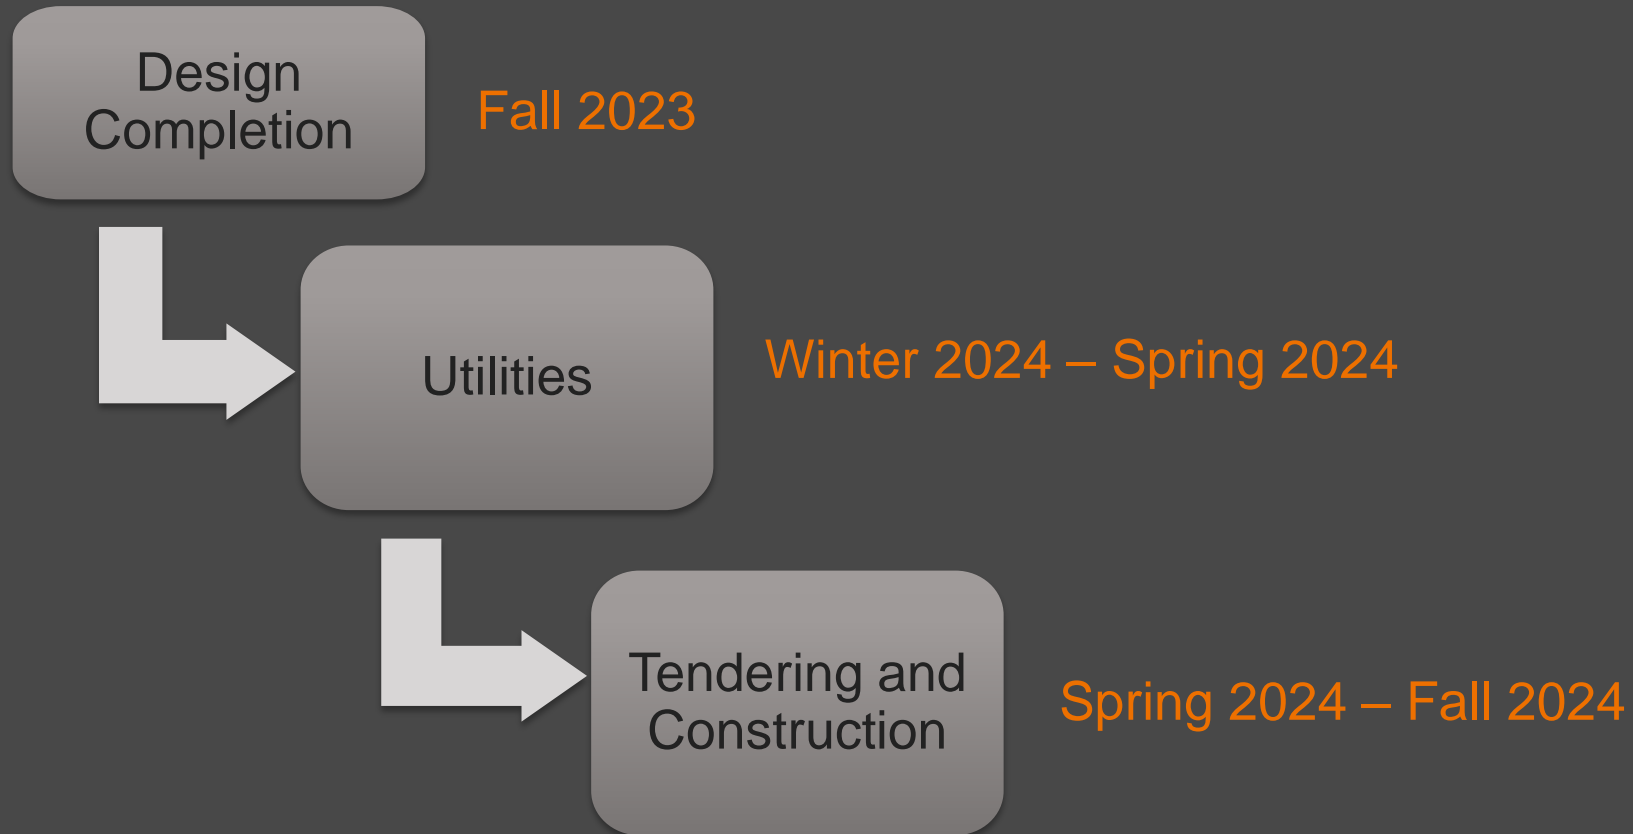 Design
Completion
Fall 2023
Utilities
Winter 2024 – Spring 2024
Tendering and
Construction
Spring 2024 – Fall 2024